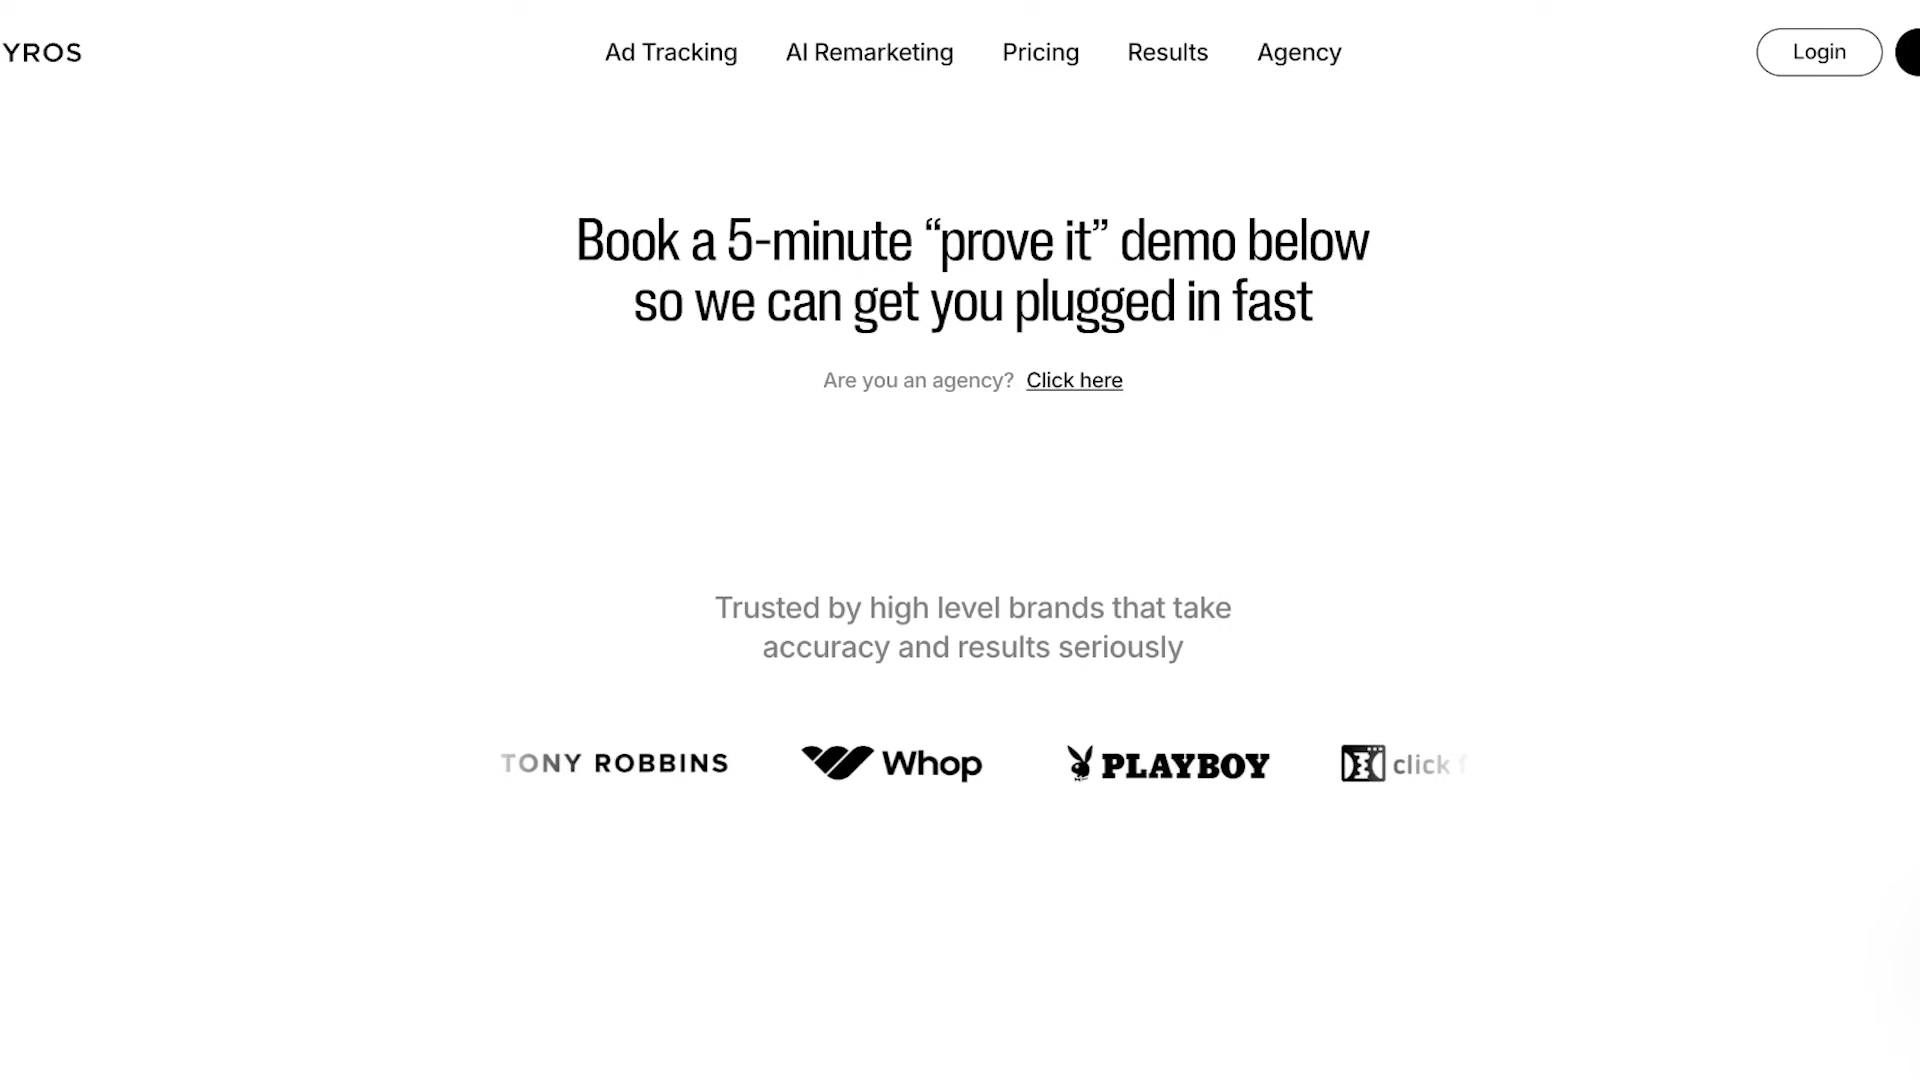 YROS
Ad Tracking
AI Remarketing
Pricing
Results
Agency
Login
Book a 5-minute “prove it” demo below
so we can get you plugged in fast
Are you an agency? Click here
Trusted by high level brands that take
accuracy and results seriously
TONY ROBBINS
Whop
PLAYBOY
click f